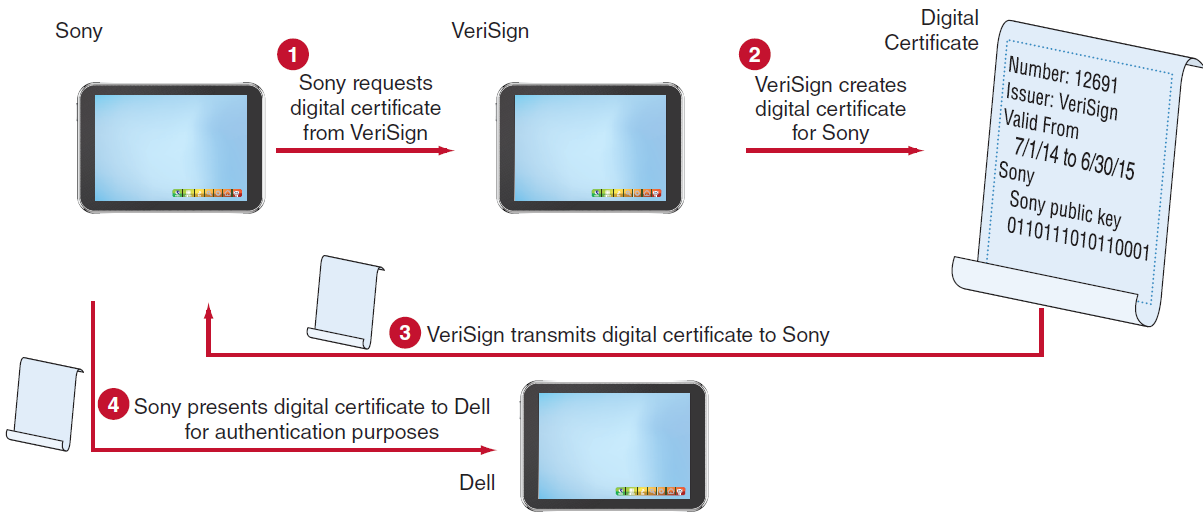 Sony
VeriSign
Digital
Certificate
1
Sony requests
digital certificate
from VeriSign
2
VeriSign creates
digital certificate
for Sony
Number: 12691
Issuer: VeriSign
Valid From
7/1/14 to 6/30/15
Sony
Sony public key
0110111010110001
3 VeriSign transmits digital certificate to Sony
4 Sony presents digital certificate to Dell
for authentication purposes
Dell